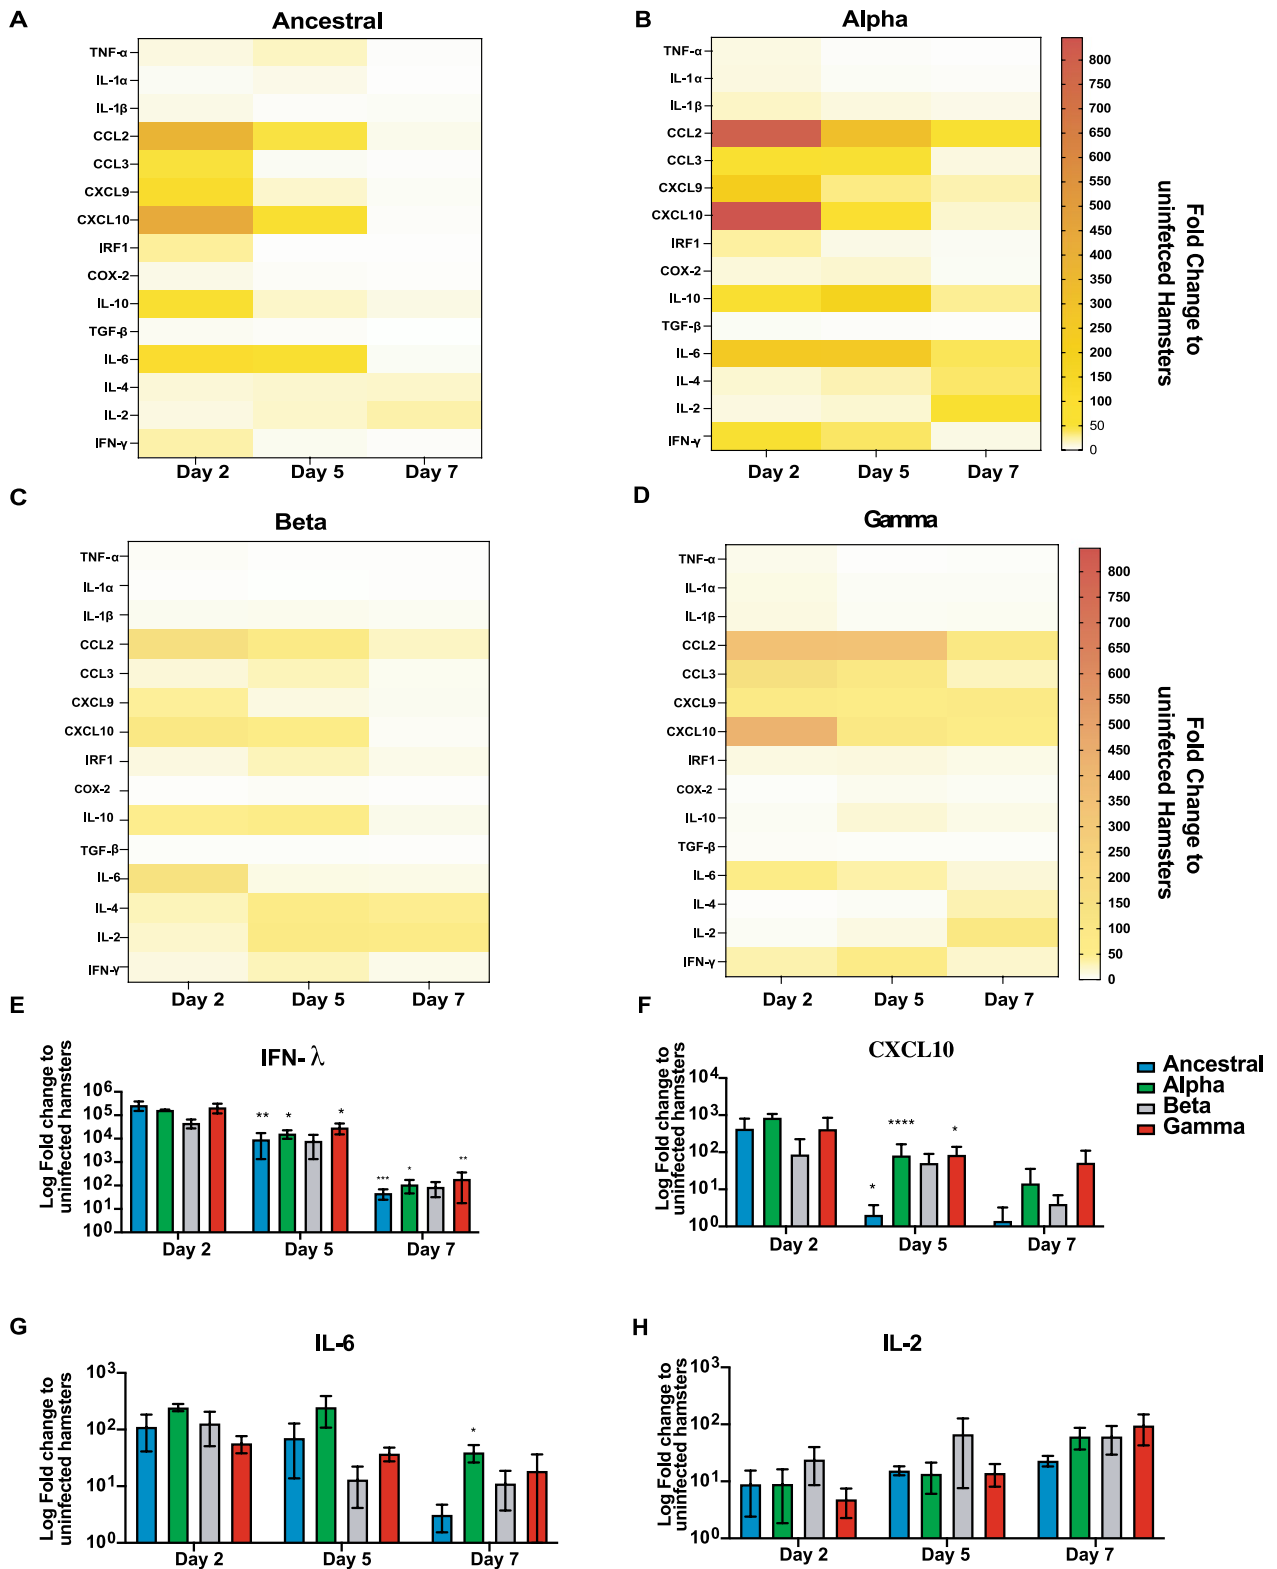 A
Ancestral
TNF-α
IL-1α
IL-1β
CCL2
CCL3
CXCL9
CXCL10
IRF1
COX-2
IL-10
TGF-β
IL-6
IL-4
IL-2
IFN-γ
Day 2 Day 5 Day 7
B
Alpha
TNF-α
IL-1α
IL-1β
CCL2
CCL3
CXCL9
CXCL10
IRF1
COX-2
IL-10
TGF-β
IL-6
IL-4
IL-2
IFN-γ
Day 2 Day 5 Day 7
800
750
700
650
600
550
500
450
400
350
300
250
200
150
100
50
0
Fold Change to
uninfetced Hamsters
C
Beta
TNF-α
IL-1α
IL-1β
CCL2
CCL3
CXCL9
CXCL10
IRF1
COX-2
IL-10
TGF-β
IL-6
IL-4
IL-2
IFN-γ
Day 2 Day 5 Day 7
D
Gamma
TNF-α
IL-1α
IL-1β
CCL2
CCL3
CXCL9
CXCL10
IRF1
COX-2
IL-10
TGF-β
IL-6
IL-4
IL-2
IFN-γ
Day 2 Day 5 Day 7
800
750
700
650
600
550
500
450
400
350
300
250
200
150
100
50
0
Fold Change to
uninfetced Hamsters
E
IFN- λ
Log Fold change to
uninfected hamsters
10⁶
10⁵
10⁴
10³
10²
10¹
10⁰
** * *
*** * **
Day 2 Day 5 Day 7
F
CXCL10
Log Fold change to
uninfected hamsters
10⁴
10³
10²
10¹
10⁰
* **** *
Day 2 Day 5 Day 7
Ancestral
Alpha
Beta
Gamma
G
IL-6
Log Fold change to
uninfected hamsters
10³
10²
10¹
10⁰
*
Day 2 Day 5 Day 7
H
IL-2
Log Fold change to
uninfected hamsters
10³
10²
10¹
10⁰
Day 2 Day 5 Day 7